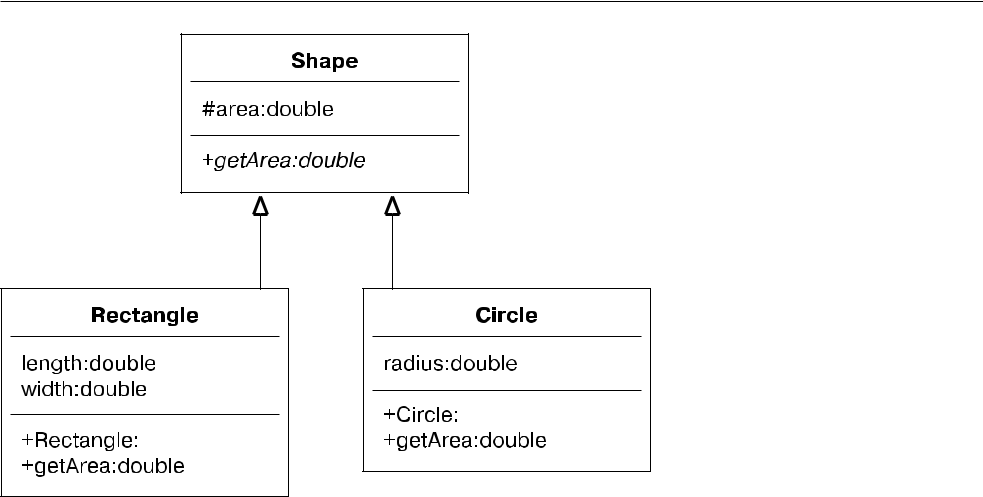 Shape
#area:double
+getArea:double
Rectangle
length:double
width:double
+Rectangle:
+getArea:double
Circle
radius:double
+Circle:
+getArea:double